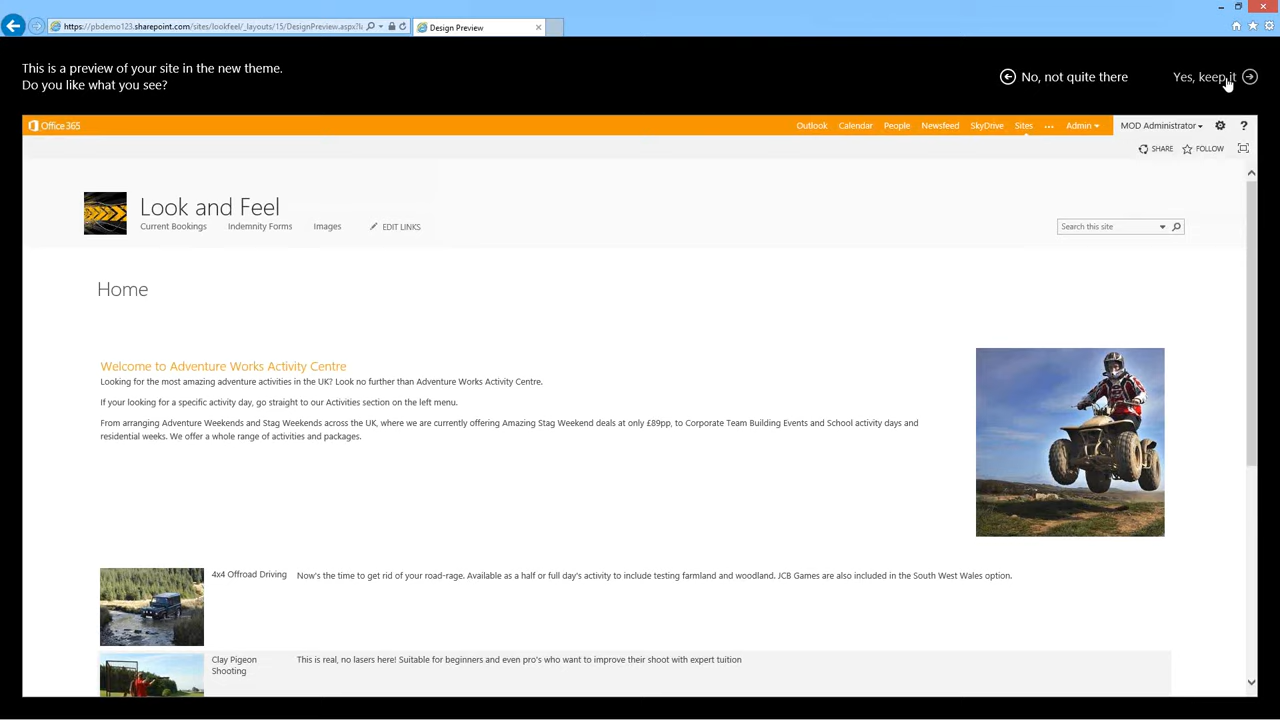 https://pbdemo123.sharepoint.com/sites/lookfeel/_layouts/15/DesignPreview.aspx?
Design Preview
This is a preview of your site in the new theme.
Do you like what you see?
No, not quite there
Yes, keep it
Office 365
Outlook Calendar People Newsfeed SkyDrive Sites ... Admin
MOD Administrator ?
SHARE FOLLOW
Look and Feel
Current Bookings Indemnity Forms Images EDIT LINKS
Search this site
Home
Welcome to Adventure Works Activity Centre
Looking for the most amazing adventure activities in the UK? Look no further than Adventure Works Activity Centre.
If your looking for a specific activity day, go straight to our Activities section on the left menu.
From arranging Adventure Weekends and Stag Weekends across the UK, where we are currently offering Amazing Stag Weekend deals at only £89pp, to Corporate Team Building Events and School activity days and
residential weeks. We offer a whole range of activities and packages.
4x4 Offroad Driving
Now's the time to get rid of your road-rage. Available as a half or full day's activity to include testing farmland and woodland. JCB Games are also included in the South West Wales option.
Clay Pigeon
Shooting
This is real, no lasers here! Suitable for beginners and even pro's who want to improve their shoot with expert tuition